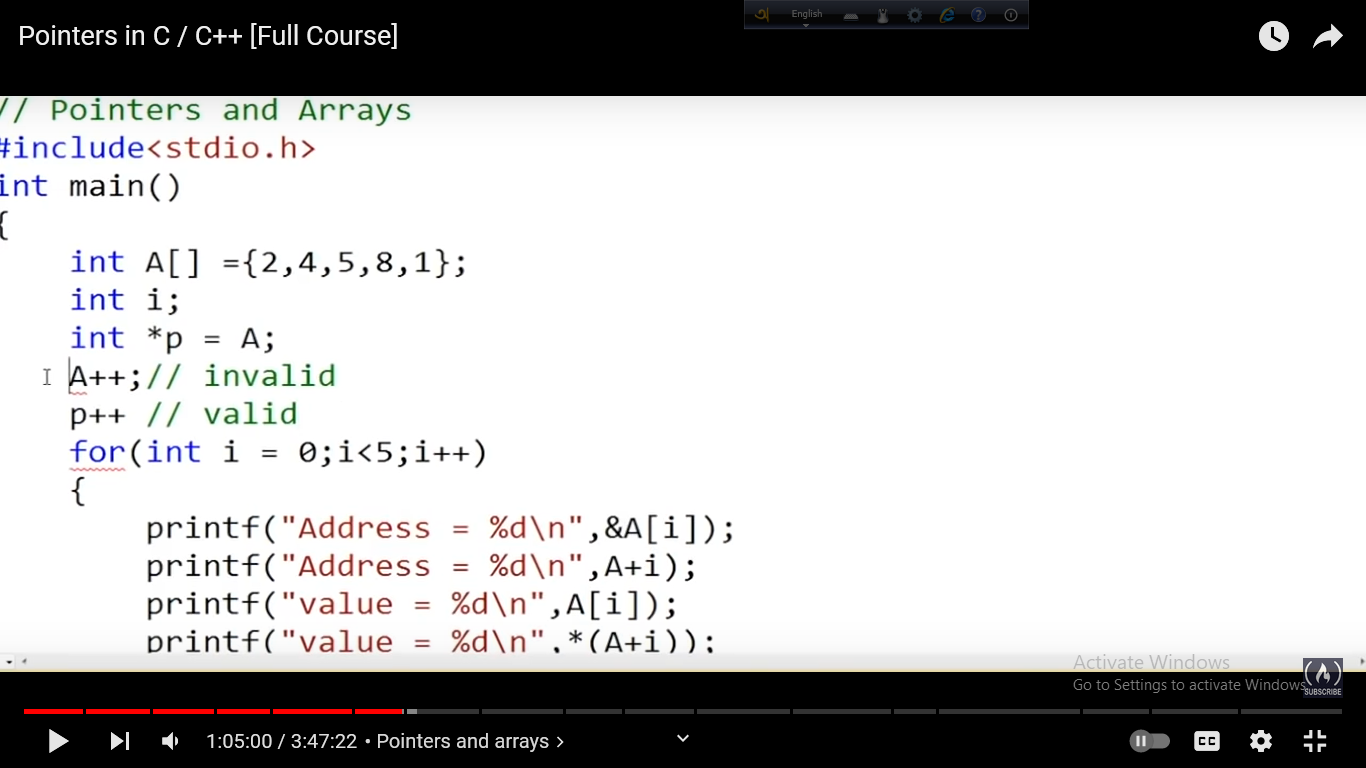 English
Pointers in C / C++ [Full Course]
// Pointers and Arrays
#include<stdio.h>
int main()
{
    int A[] ={2,4,5,8,1};
    int i;
    int *p = A;
    A++;// invalid
    p++ // valid
    for(int i = 0;i<5;i++)
    {
        printf("Address = %d\n",&A[i]);
        printf("Address = %d\n",A+i);
        printf("value = %d\n",A[i]);
        printf("value = %d\n",*(A+i));
Activate Windows
Go to Settings to activate Windows
SUBSCRIBE
1:05:00 / 3:47:22 • Pointers and arrays >
CC